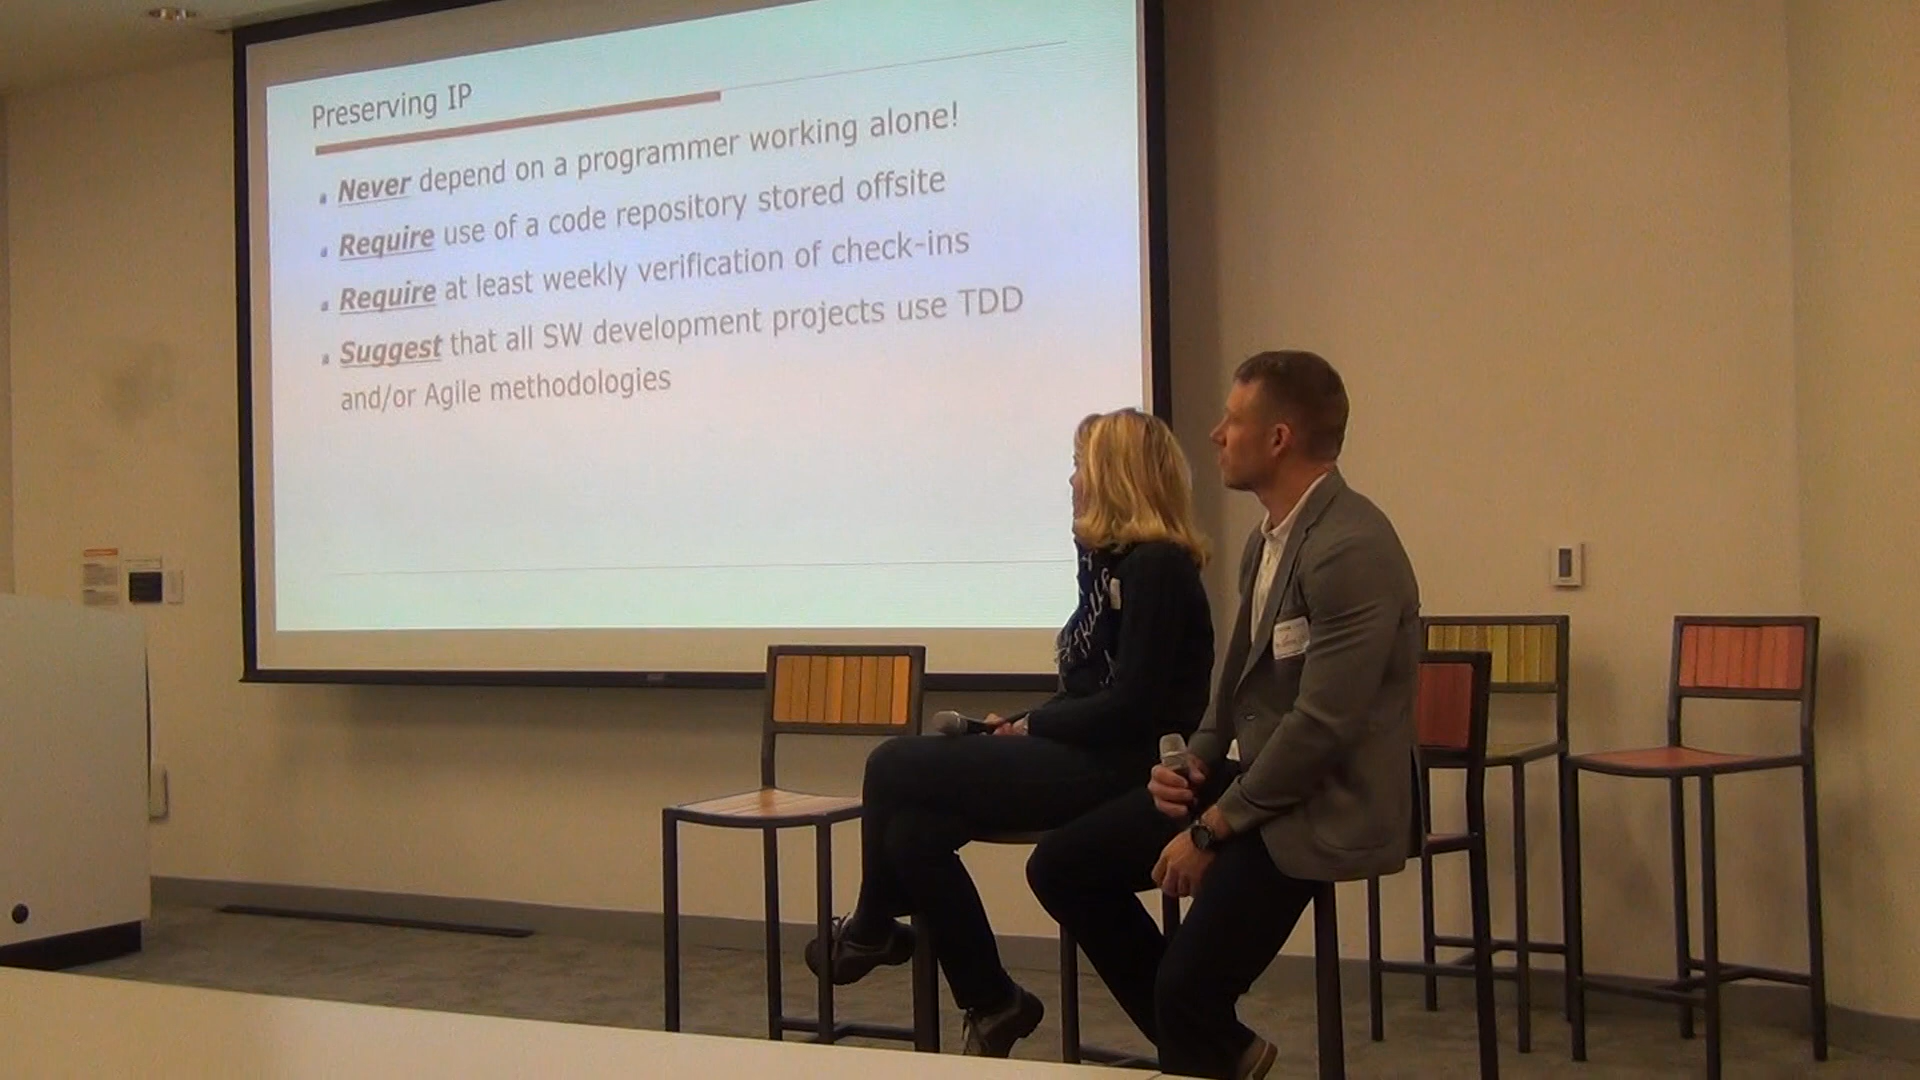 Preserving IP
Never depend on a programmer working alone!
Require use of a code repository stored offsite
Require at least weekly verification of check-ins
Suggest that all SW development projects use TDD
and/or Agile methodologies